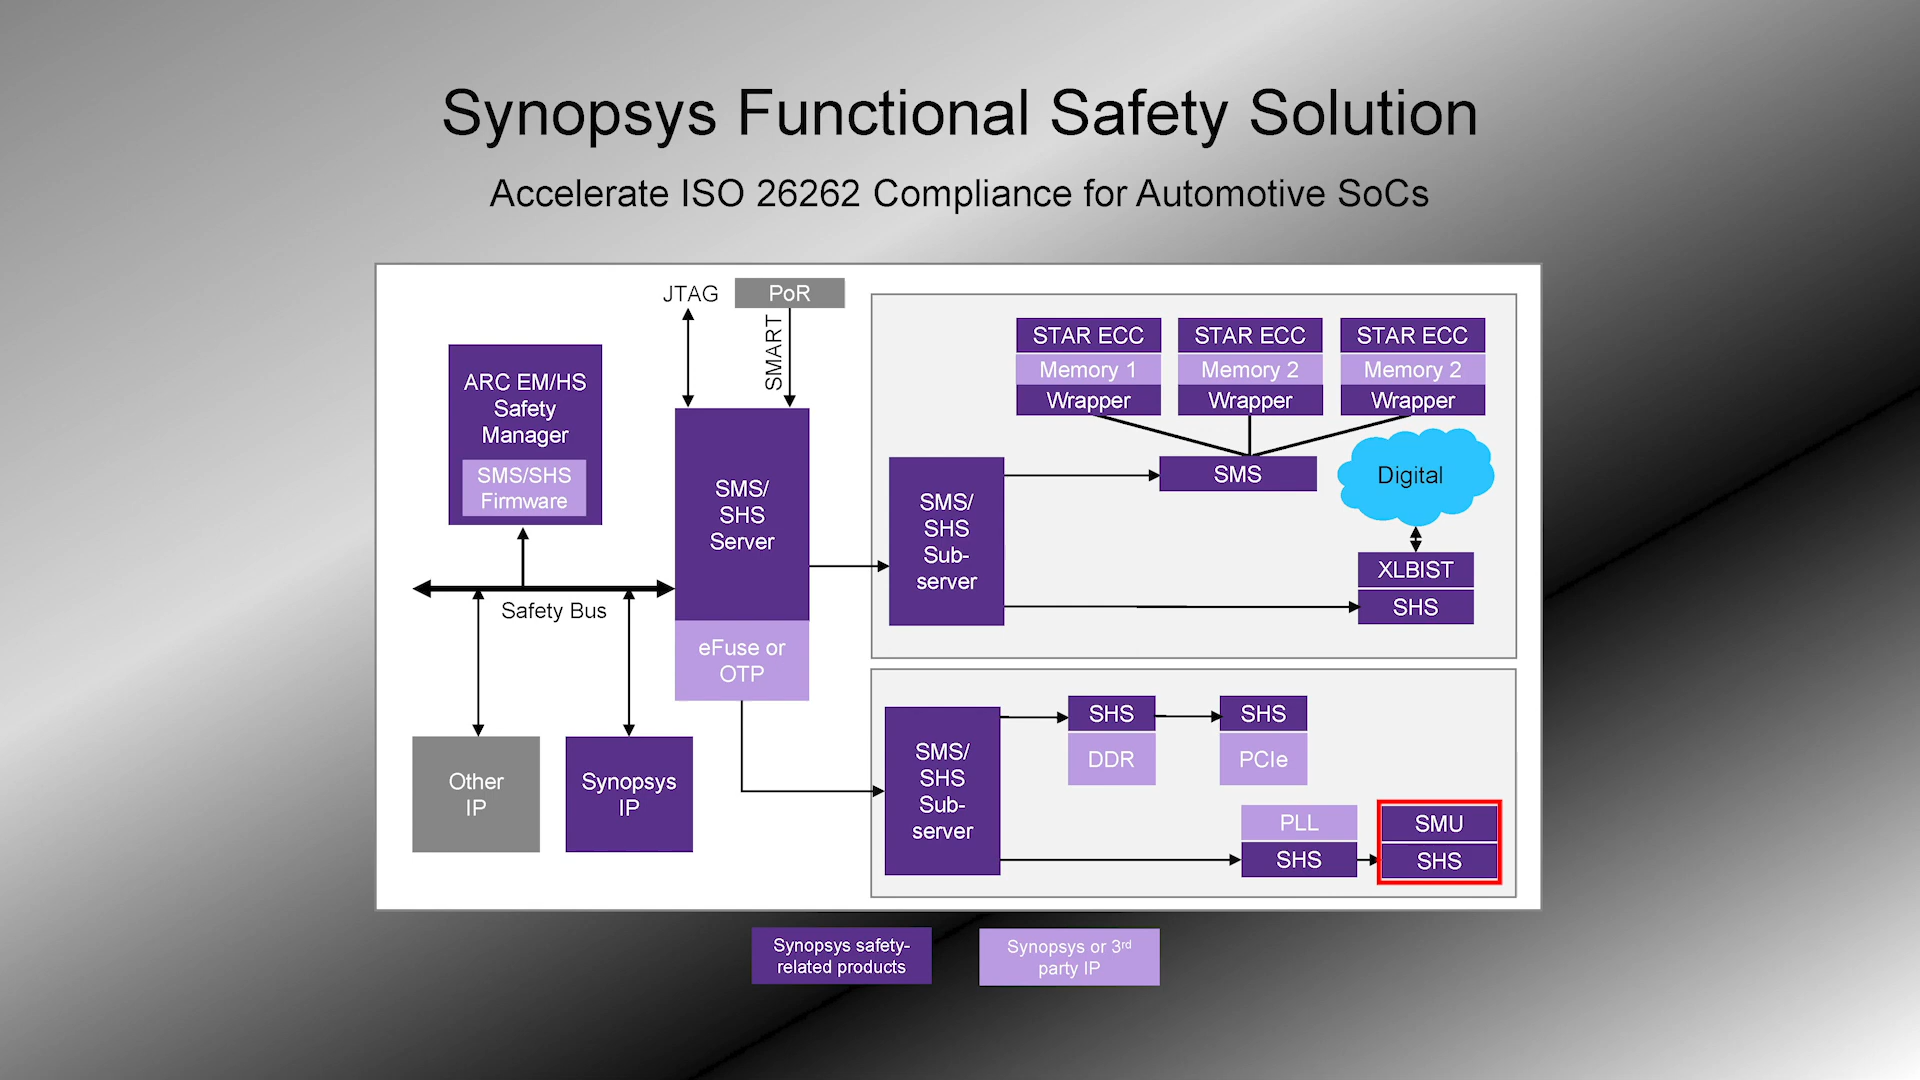 Synopsys Functional Safety Solution
Accelerate ISO 26262 Compliance for Automotive SoCs
JTAG
PoR
SMART
ARC EM/HS
Safety
Manager
SMS/SHS
Firmware
Safety Bus
Other
IP
Synopsys
IP
SMS/
SHS
Server
eFuse or
OTP
SMS/
SHS
Sub-
server
STAR ECC
Memory 1
Wrapper
STAR ECC
Memory 2
Wrapper
STAR ECC
Memory 2
Wrapper
SMS
Digital
XLBIST
SHS
SMS/
SHS
Sub-
server
SHS
DDR
SHS
PCIe
PLL
SHS
SMU
SHS
Synopsys safety-
related products
Synopsys or 3rd
party IP